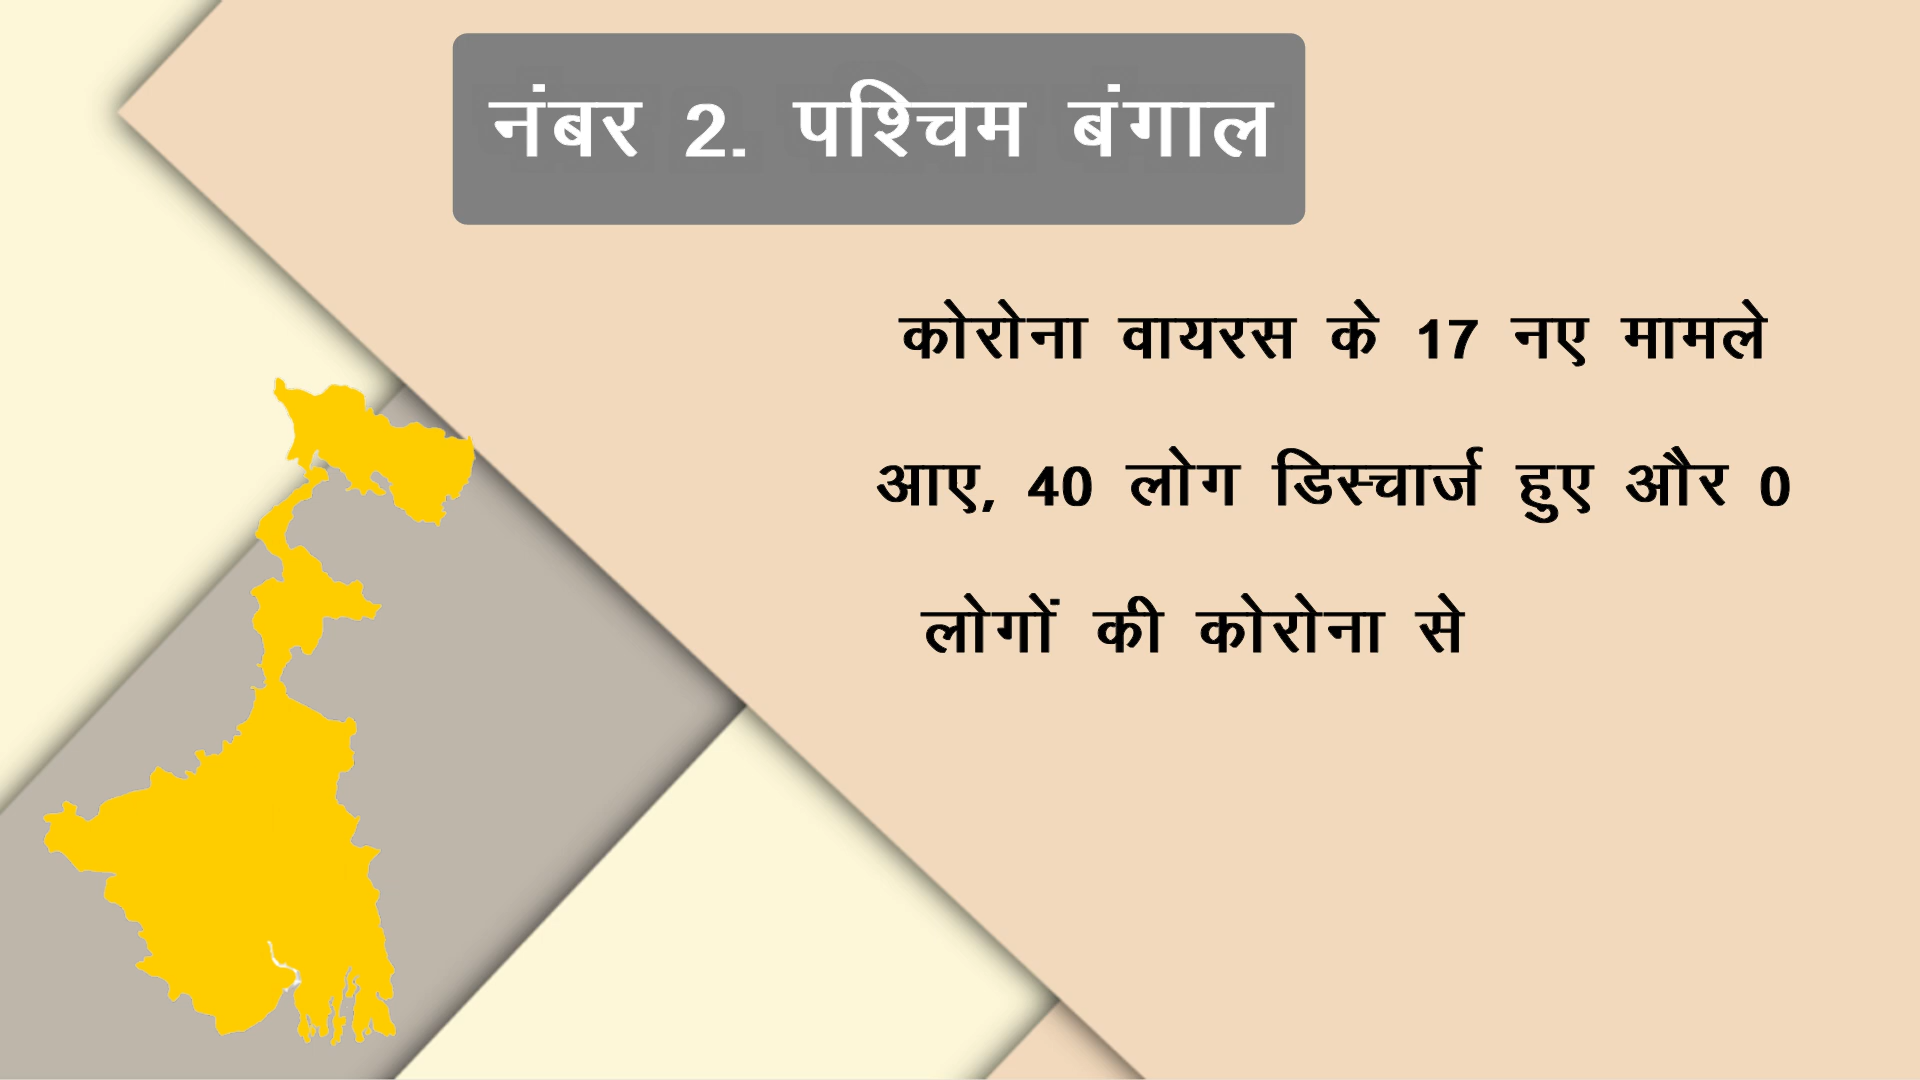 नंबर 2. पश्चिम बंगाल
कोरोना वायरस के 17 नए मामले
आए, 40 लोग डिस्चार्ज हुए और 0
लोगों की कोरोना से